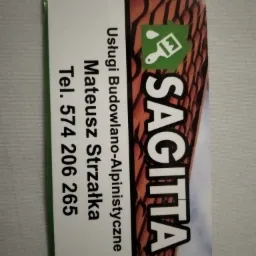 SAGITTA
Usługi Budowlano-Alpinistyczne
Mateusz Strzałka
Tel. 574 206 265